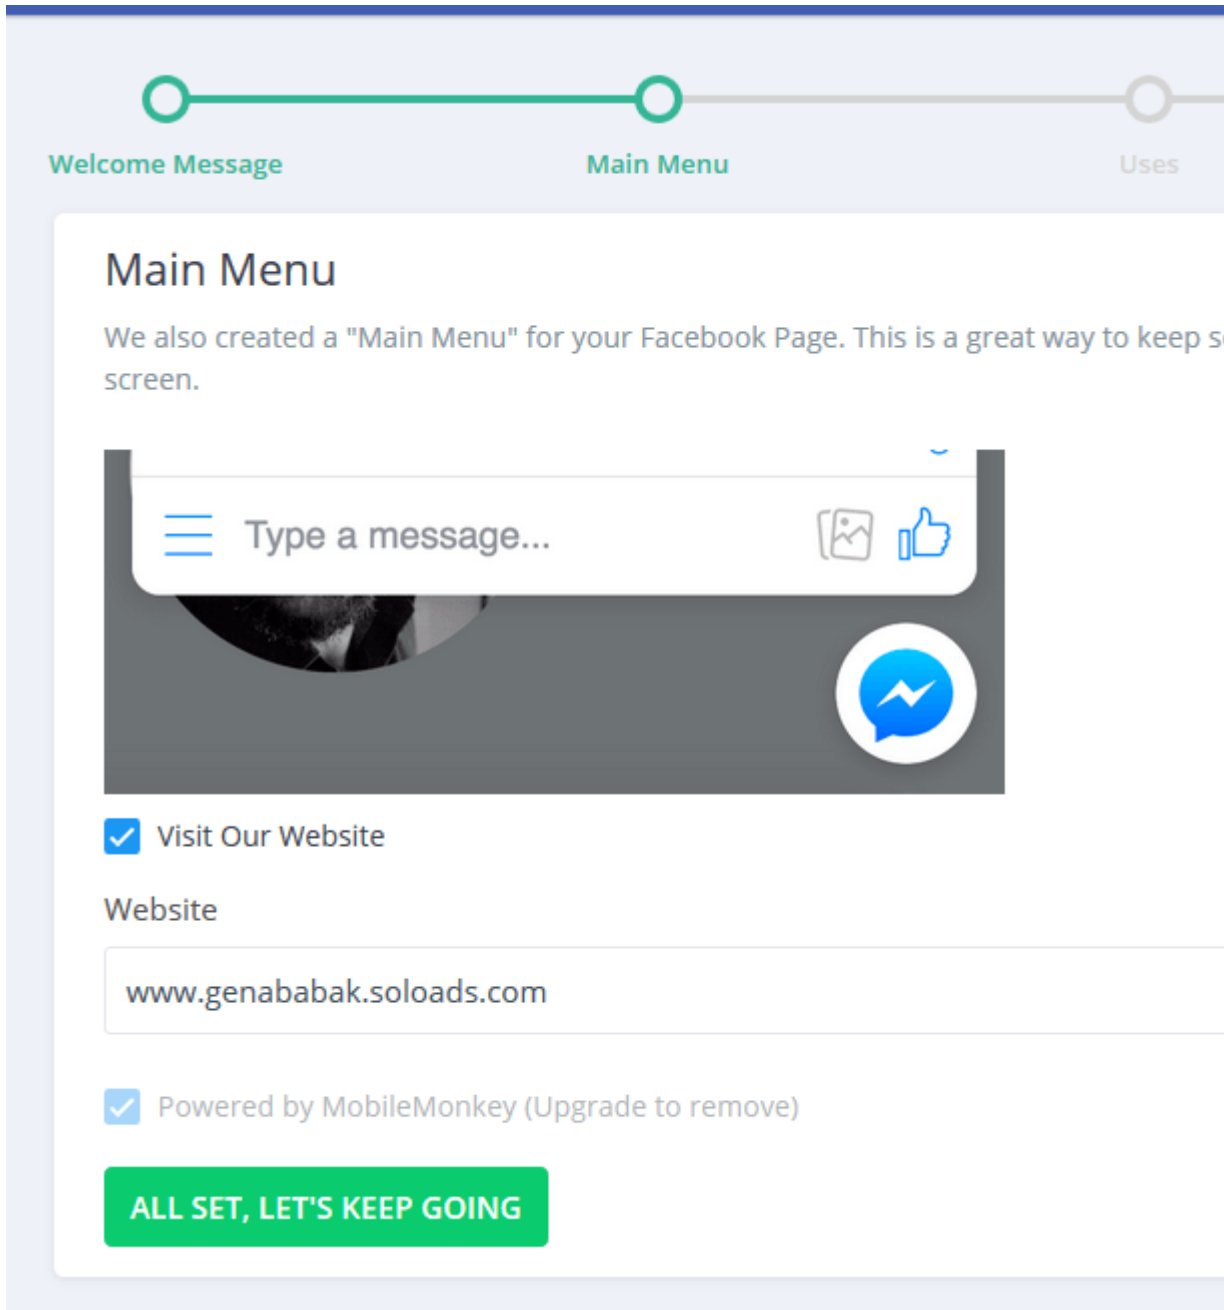 Welcome Message
Main Menu
Uses
Main Menu
We also created a "Main Menu" for your Facebook Page. This is a great way to keep
screen.
Type a message...
Visit Our Website
Website
www.genababak.soloads.com
Powered by MobileMonkey (Upgrade to remove)
ALL SET, LET'S KEEP GOING